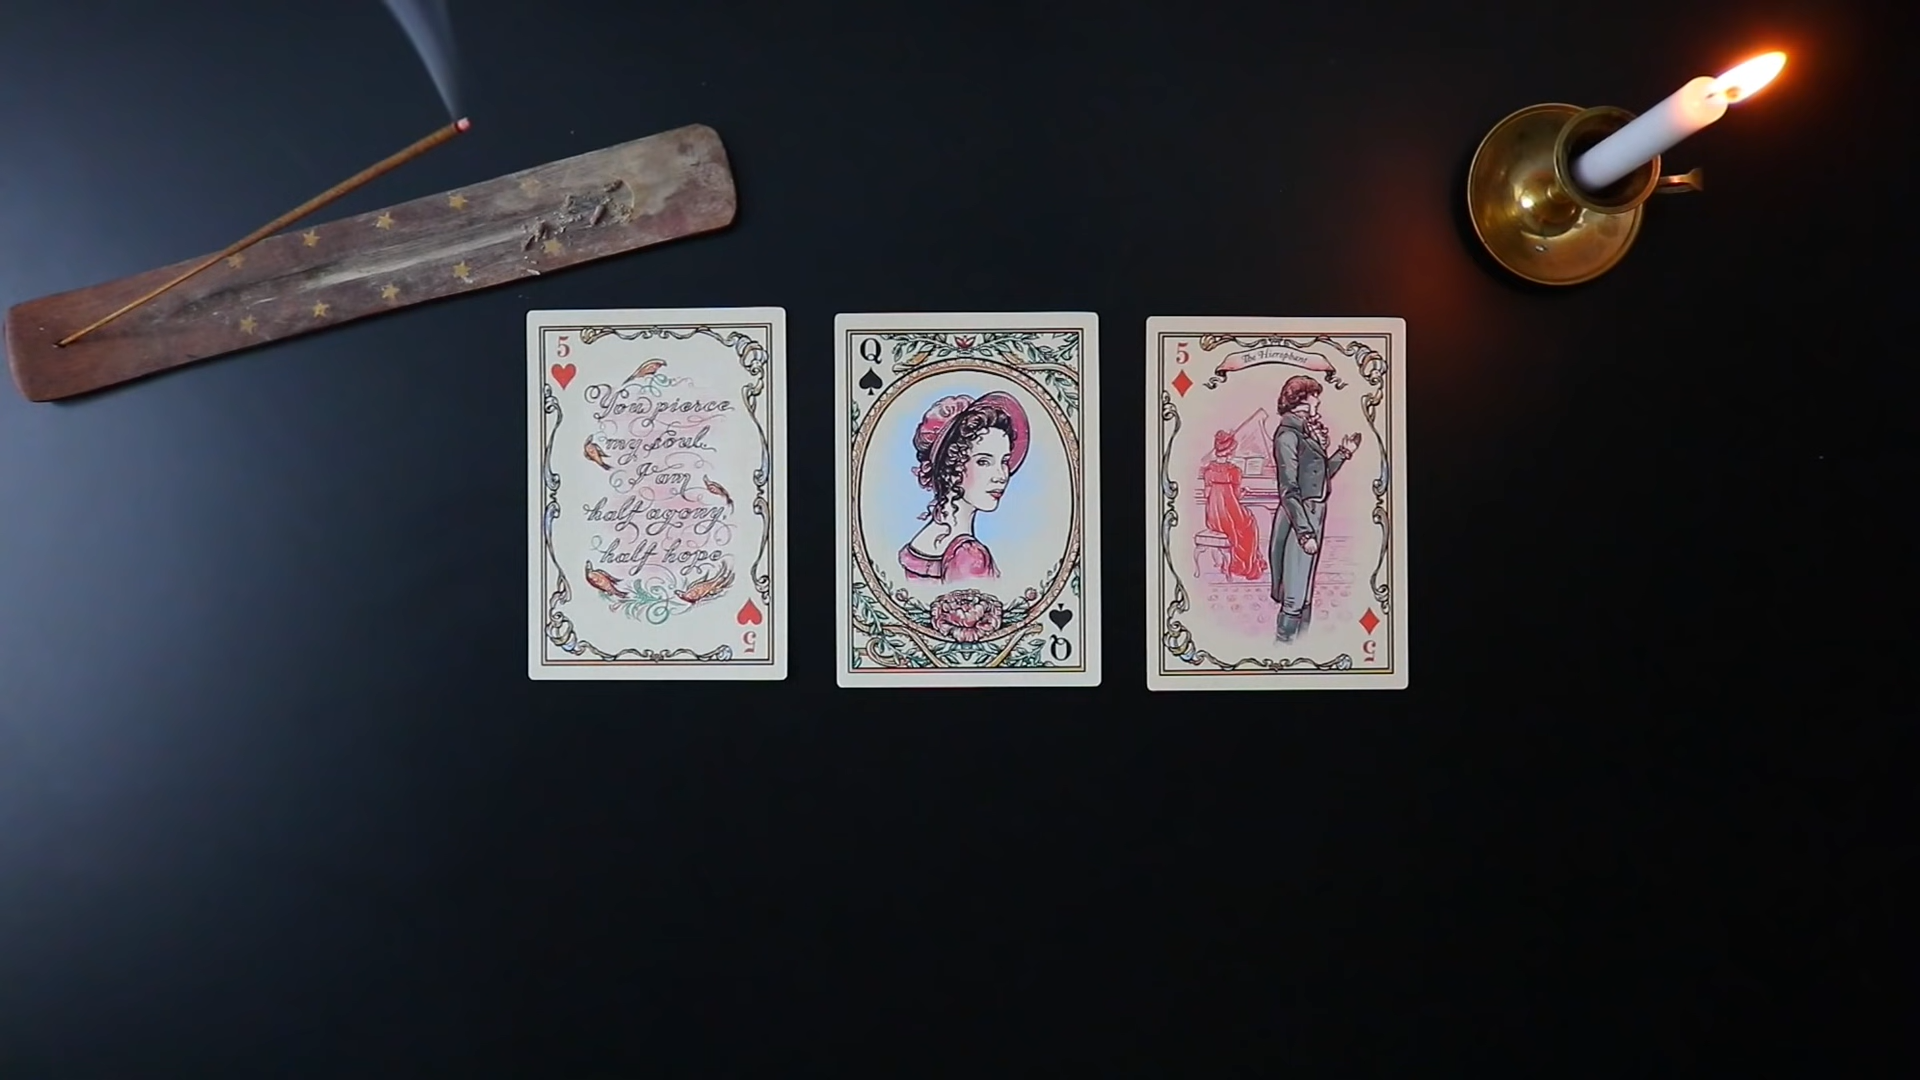 5
You pierce
my soul.
I am
half agony,
half hope
5
Q
Q
5
The Hierophant
5